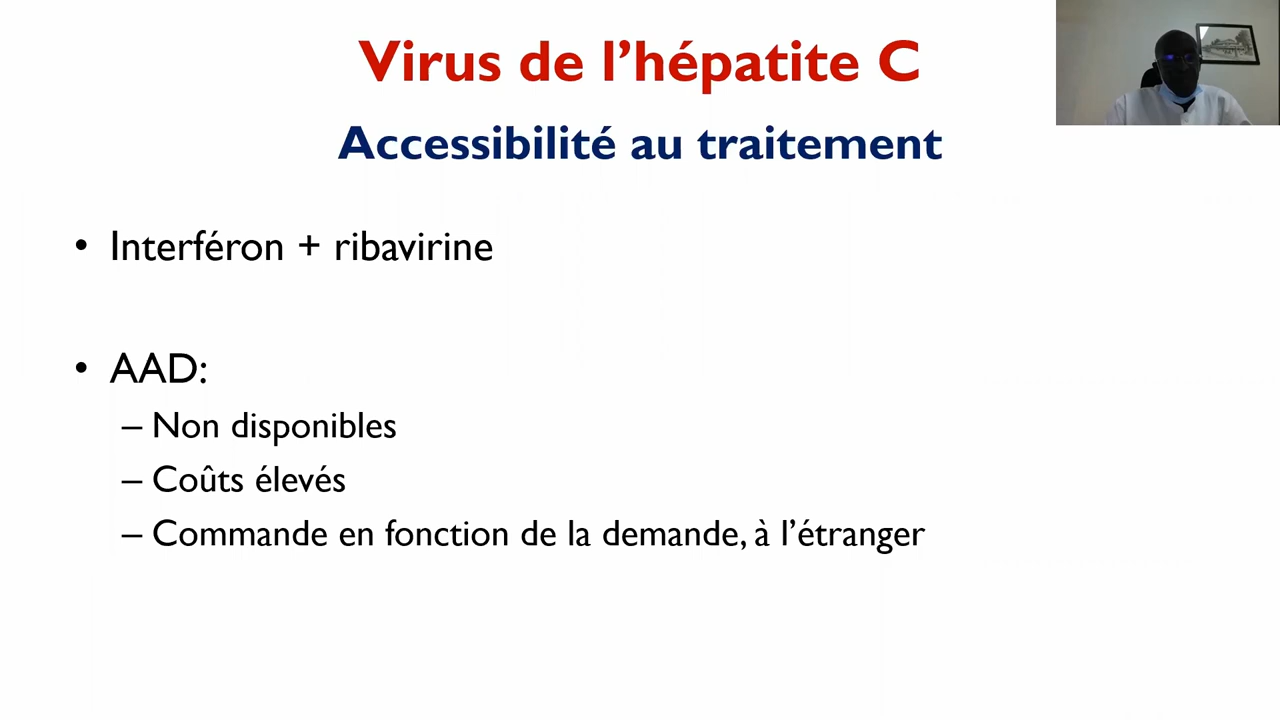 Virus de l’hépatite C
Accessibilité au traitement
• Interféron + ribavirine
• AAD:
– Non disponibles
– Coûts élevés
– Commande en fonction de la demande, à l’étranger